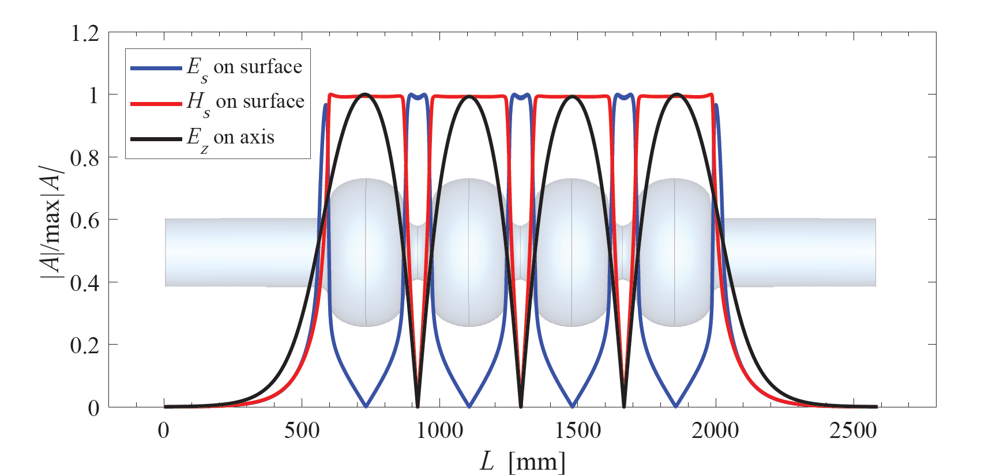 1.2
1
0.8
0.6
0.4
0.2
0
|A|/max|A|
E_s on surface
H_s on surface
E_z on axis
0 500 1000 1500 2000 2500
L [mm]